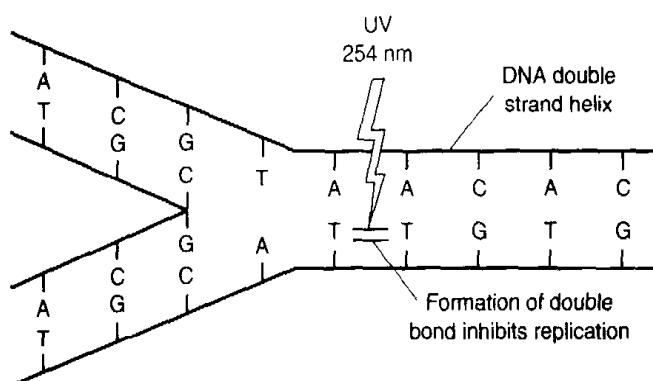 UV
254 nm
DNA double
strand helix
A C G T A A C A C
T G C
A C G A T T G T G
T G C
Formation of double
bond inhibits replication